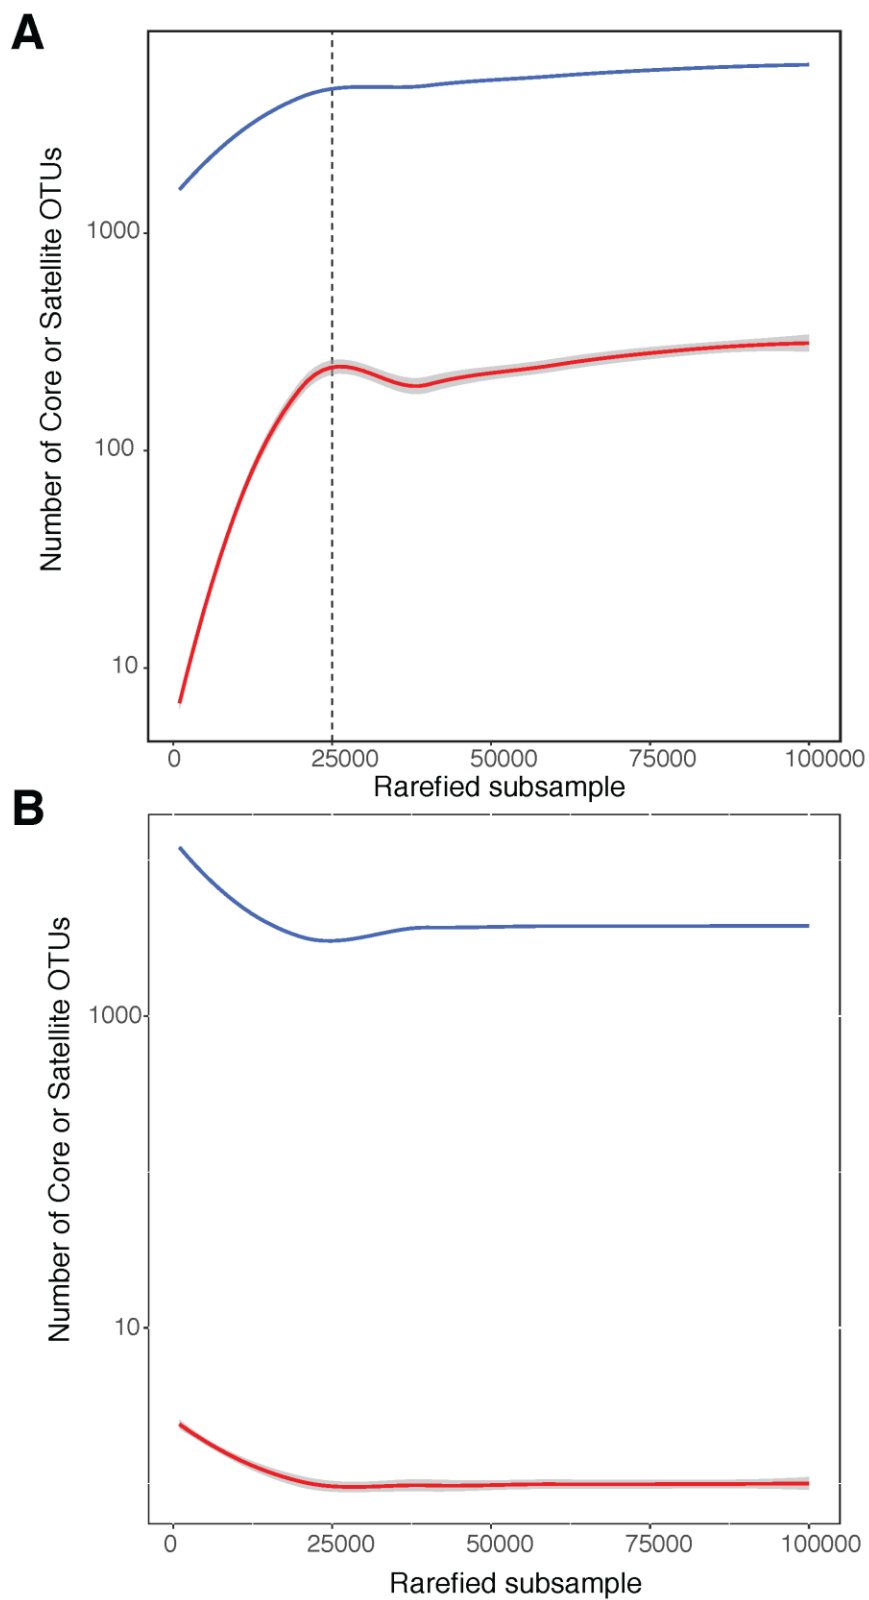 A
Number of Core or Satellite OTUs
1000
100
10
0 25000 50000 75000 100000
Rarefied subsample
B
Number of Core or Satellite OTUs
1000
10
0 25000 50000 75000 100000
Rarefied subsample